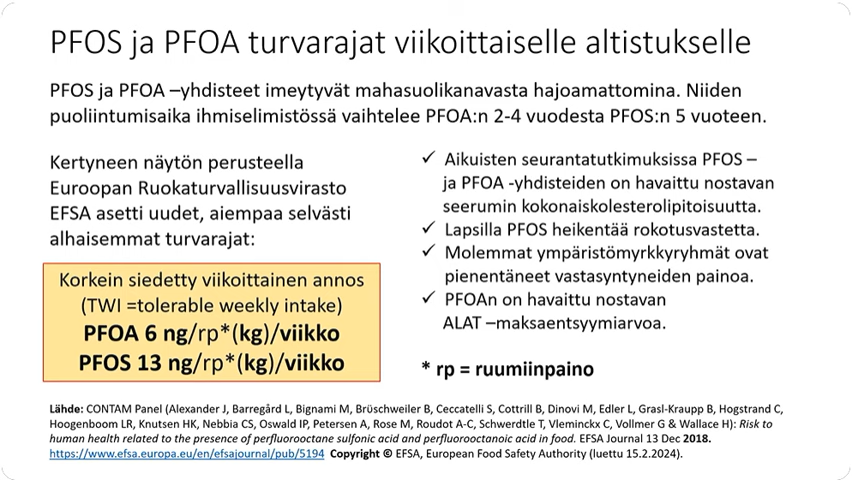 PFOS ja PFOA turvarajat viikoittaiselle altistukselle
PFOS ja PFOA –yhdisteet imeytyvät mahasuolikanavasta hajoamattomina. Niiden
puoliintumisaika ihmiselimistössä vaihtelee PFOA:n 2-4 vuodesta PFOS:n 5 vuoteen.
Kertyneen näytön perusteella
Euroopan Ruokaturvallisuusvirasto
EFSA asetti uudet, aiempaa selvästi
alhaisemmat turvarajat:
Korkein siedetty viikoittainen annos
(TWI =tolerable weekly intake)
PFOA 6 ng/rp*(kg)/viikko
PFOS 13 ng/rp*(kg)/viikko
✓ Aikuisten seurantatutkimuksissa PFOS –
ja PFOA -yhdisteiden on havaittu nostavan
seerumin kokonaiskolesterolipitoisuutta.
✓ Lapsilla PFOS heikentää rokotusvastetta.
✓ Molemmat ympäristömyrkkyryhmät ovat
pienentäneet vastasyntyneiden painoa.
✓ PFOAn on havaittu nostavan
ALAT –maksaentsyymiarvoa.
* rp = ruumiinpaino
Lähde: CONTAM Panel (Alexander J, Barregård L, Bignami M, Brüschweiler B, Ceccatelli S, Cottrill B, Dinovi M, Edler L, Grasl-Kraupp B, Hogstrand C,
Hoogenboom LR, Knutsen HK, Nebbia CS, Oswald IP, Petersen A, Rose M, Roudot A-C, Schwerdtle T, Vleminckx C, Vollmer G & Wallace H): Risk to
human health related to the presence of perfluorooctane sulfonic acid and perfluorooctanoic acid in food. EFSA Journal 13 Dec 2018.
https://www.efsa.europa.eu/en/efsajournal/pub/5194 Copyright © EFSA, European Food Safety Authority (luettu 15.2.2024).